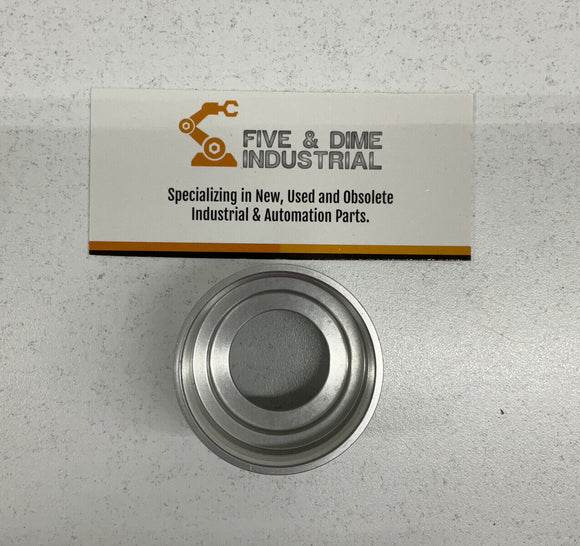 FIVE & DIME
INDUSTRIAL
Specializing in New, Used and Obsolete
Industrial & Automation Parts.